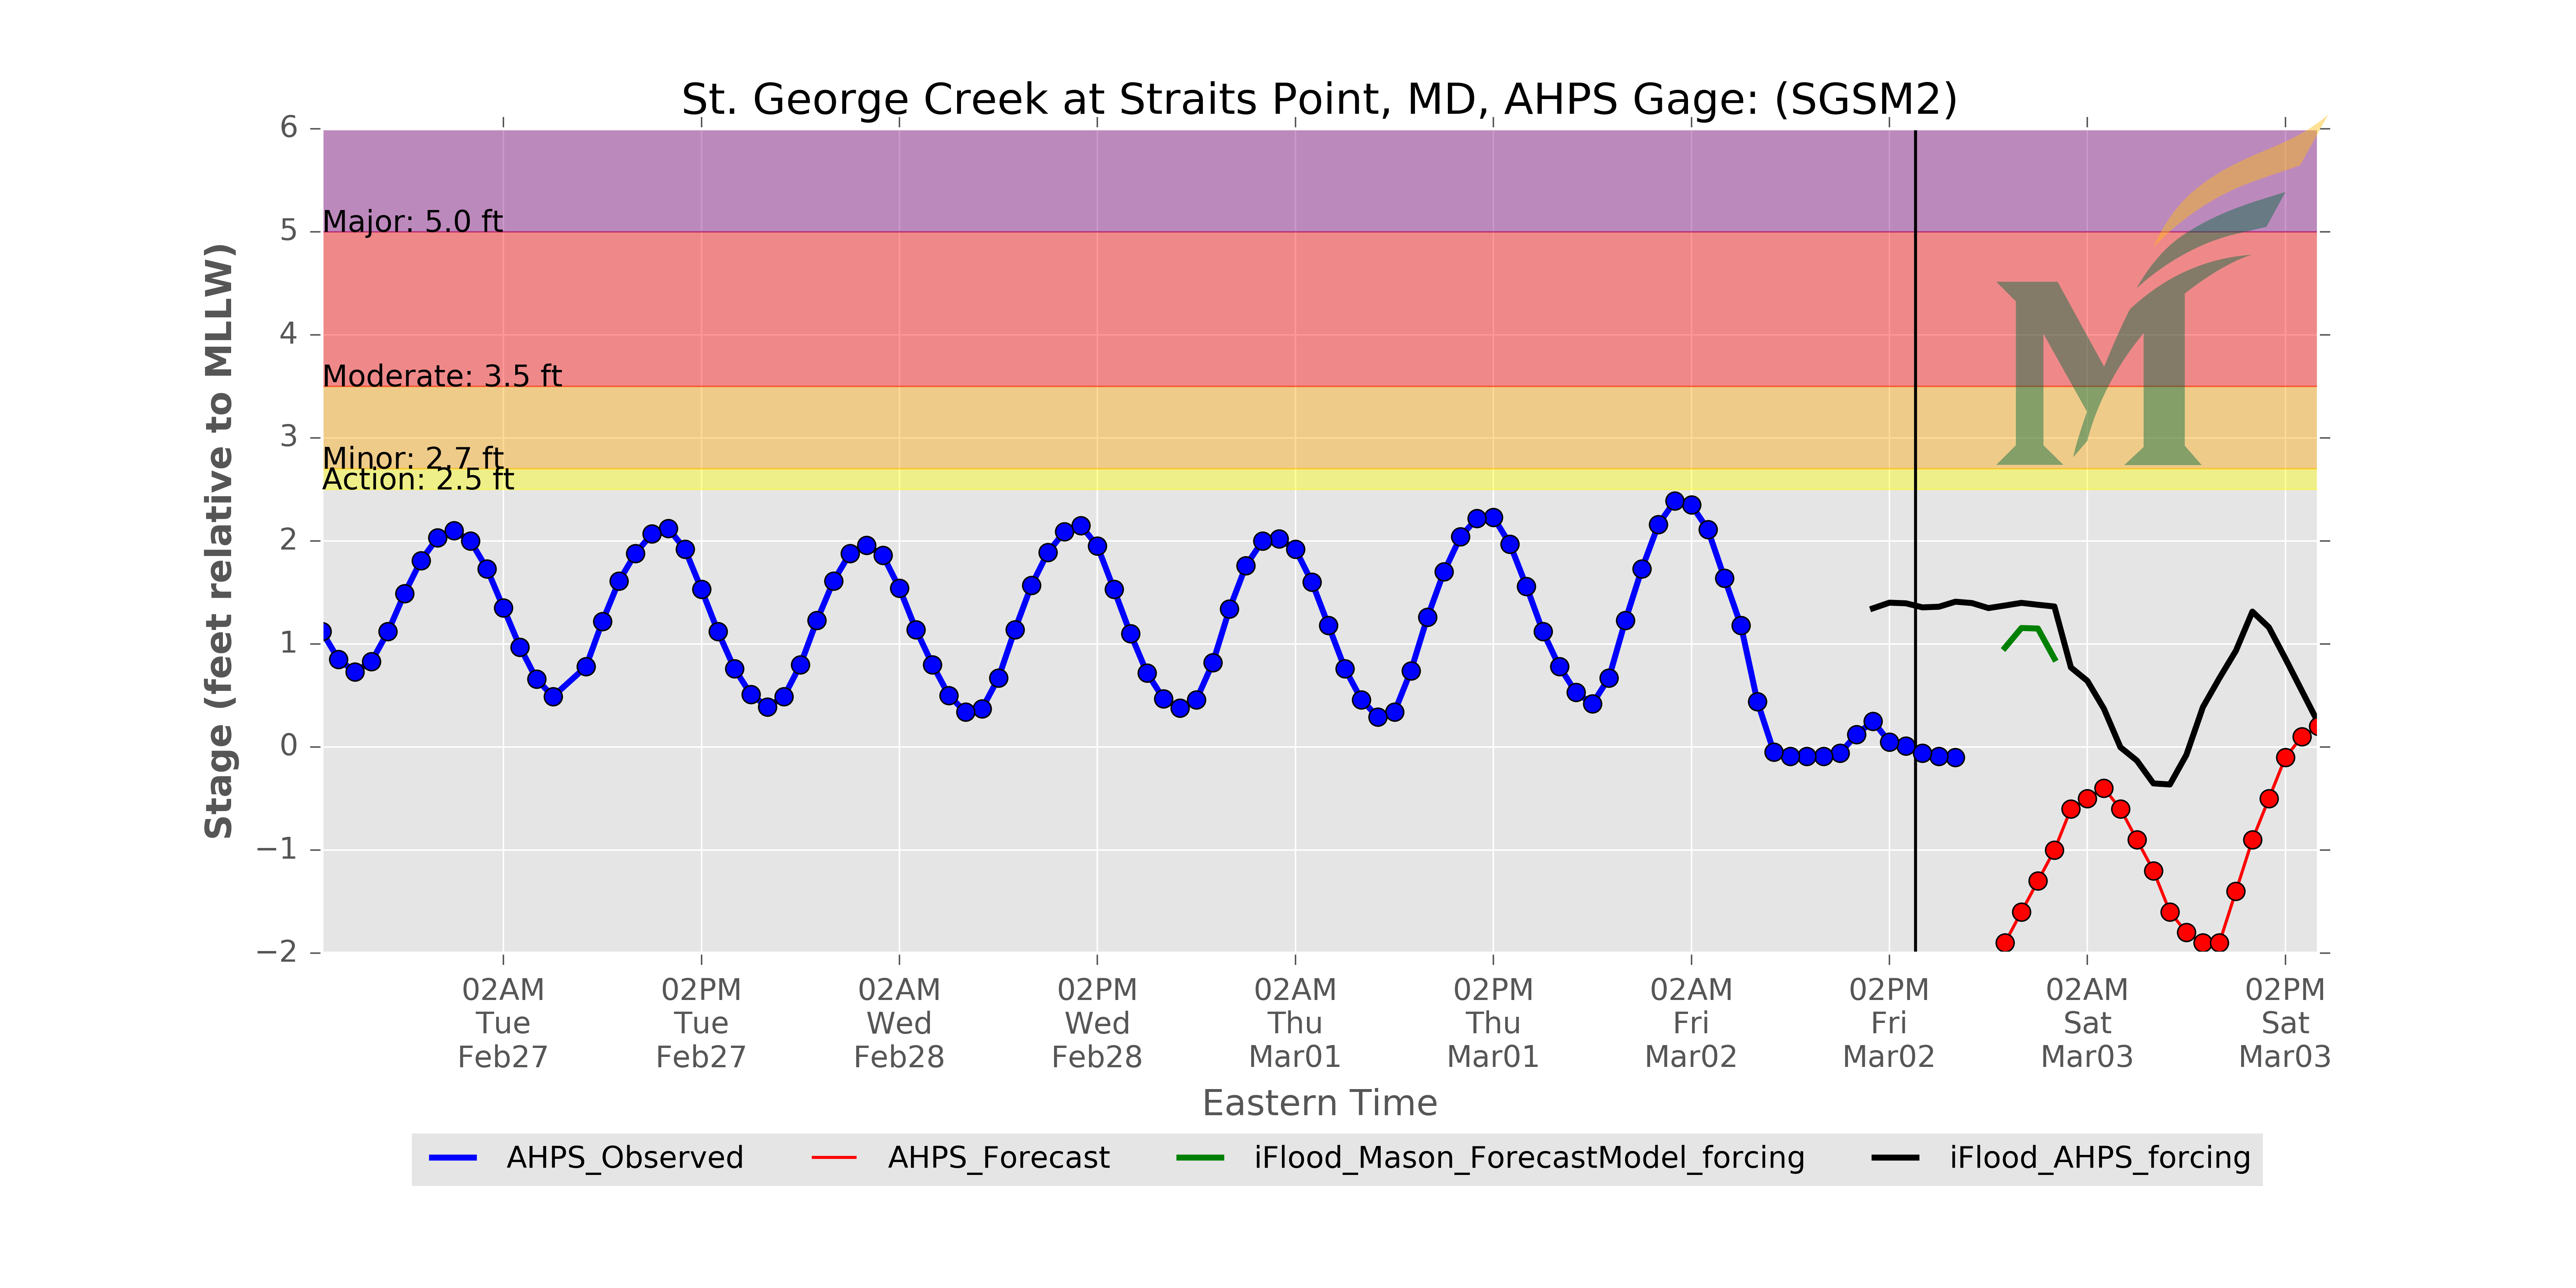 St. George Creek at Straits Point, MD, AHPS Gage: (SGSM2)
6
5
4
3
2
1
0
−1
−2
Stage (feet relative to MLLW)
Major: 5.0 ft
Moderate: 3.5 ft
Minor: 2.7 ft
Action: 2.5 ft
M
02AM
Tue
Feb27
02PM
Tue
Feb27
02AM
Wed
Feb28
02PM
Wed
Feb28
02AM
Thu
Mar01
02PM
Thu
Mar01
02AM
Fri
Mar02
02PM
Fri
Mar02
02AM
Sat
Mar03
02PM
Sat
Mar03
Eastern Time
AHPS_Observed
AHPS_Forecast
iFlood_Mason_ForecastModel_forcing
iFlood_AHPS_forcing